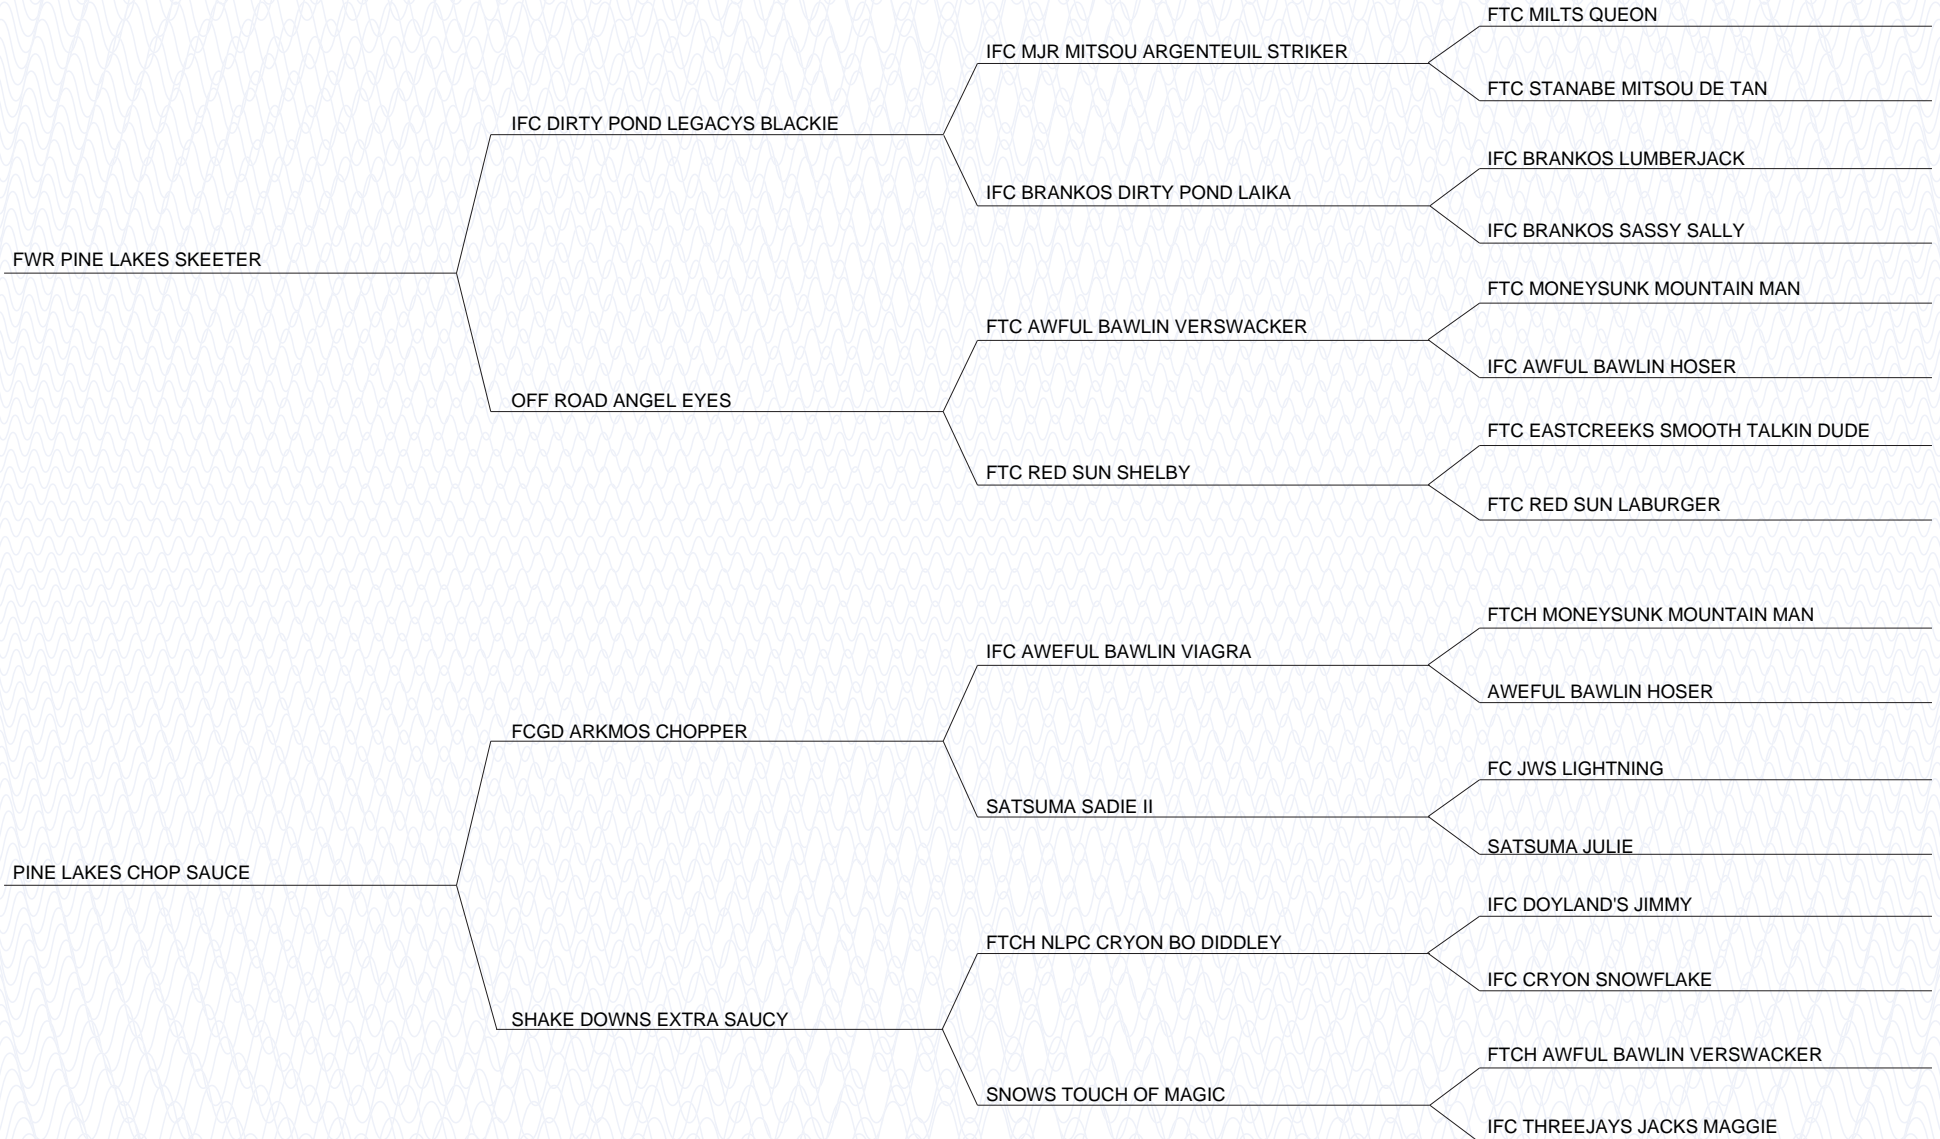 FTC MILTS QUEON
IFC MJR MITSOU ARGENTEUIL STRIKER
FTC STANABE MITSOU DE TAN
IFC DIRTY POND LEGACYS BLACKIE
IFC BRANKOS LUMBERJACK
IFC BRANKOS DIRTY POND LAIKA
IFC BRANKOS SASSY SALLY
FWR PINE LAKES SKEETER
FTC MONEYSUNK MOUNTAIN MAN
FTC AWFUL BAWLIN VERSWACKER
IFC AWFUL BAWLIN HOSER
OFF ROAD ANGEL EYES
FTC EASTCREEKS SMOOTH TALKIN DUDE
FTC RED SUN SHELBY
FTC RED SUN LABURGER
FTCH MONEYSUNK MOUNTAIN MAN
IFC AWEFUL BAWLIN VIAGRA
AWEFUL BAWLIN HOSER
FCGD ARKMOS CHOPPER
FC JWS LIGHTNING
SATSUMA SADIE II
SATSUMA JULIE
PINE LAKES CHOP SAUCE
IFC DOYLAND'S JIMMY
FTCH NLPC CRYON BO DIDDLEY
IFC CRYON SNOWFLAKE
SHAKE DOWNS EXTRA SAUCY
FTCH AWFUL BAWLIN VERSWACKER
SNOWS TOUCH OF MAGIC
IFC THREEJAYS JACKS MAGGIE